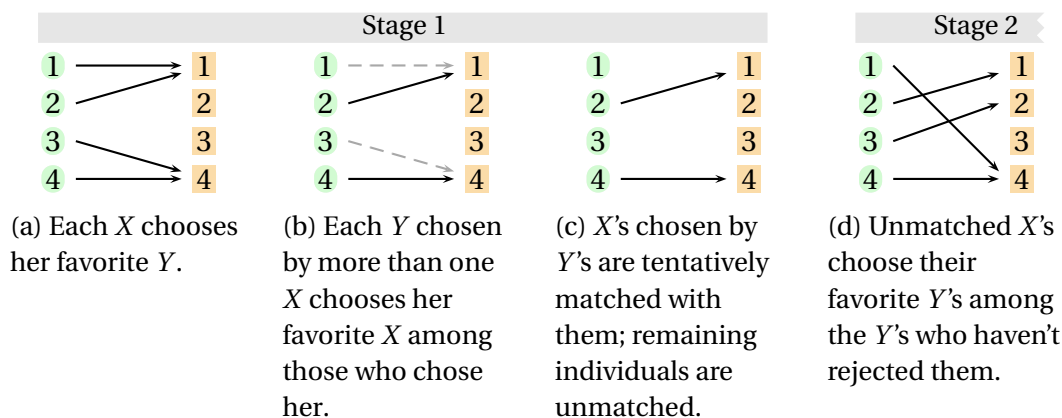 Stage 1
Stage 2
1 1
2 2
3 3
4 4
1 1
2 2
3 3
4 4
1 1
2 2
3 3
4 4
1 1
2 2
3 3
4 4
(a) Each X chooses
her favorite Y.
(b) Each Y chosen
by more than one
X chooses her
favorite X among
those who chose
her.
(c) X's chosen by
Y's are tentatively
matched with
them; remaining
individuals are
unmatched.
(d) Unmatched X's
choose their
favorite Y's among
the Y's who haven't
rejected them.